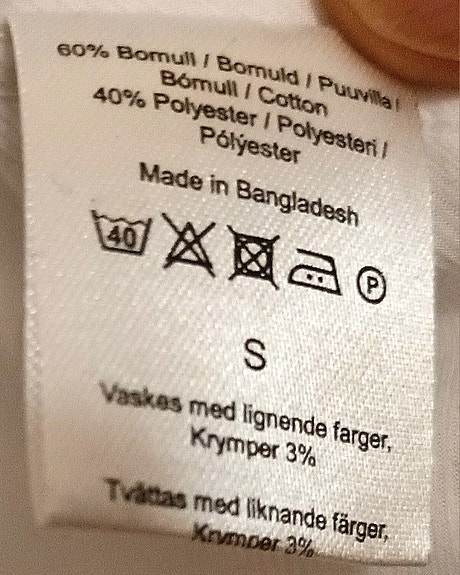 60% Bomull / Bomuld / Puuvilla /
Bómull / Cotton
40% Polyester / Polyesteri /
Pólýester
Made in Bangladesh
40 P
S
Vaskes med lignende farger,
Krymper 3%
Tvättas med liknande färger,
Krymper 3%